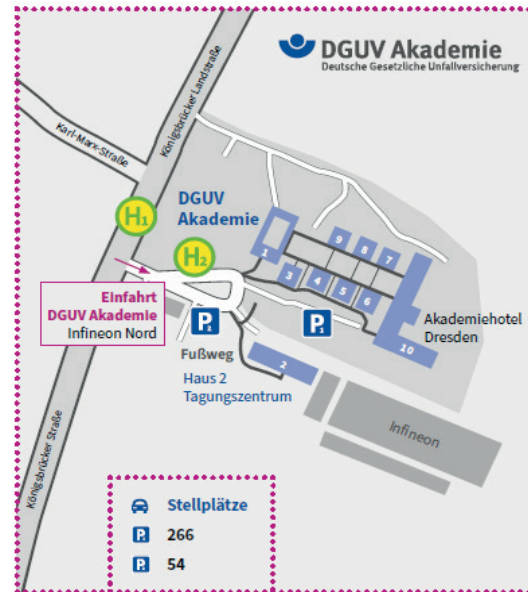 DGUV Akademie
Deutsche Gesetzliche Unfallversicherung
Königsbrücker Landstraße
Karl-Marx-Straße
DGUV
Akademie
H1
H2
1
9
8
7
3
4
5
6
10
2
Einfahrt
DGUV Akademie
Infineon Nord
P
P
Akademiehotel
Dresden
Fußweg
Haus 2
Tagungszentrum
Infineon
Königsbrücker Straße
Stellplätze
P 266
P 54